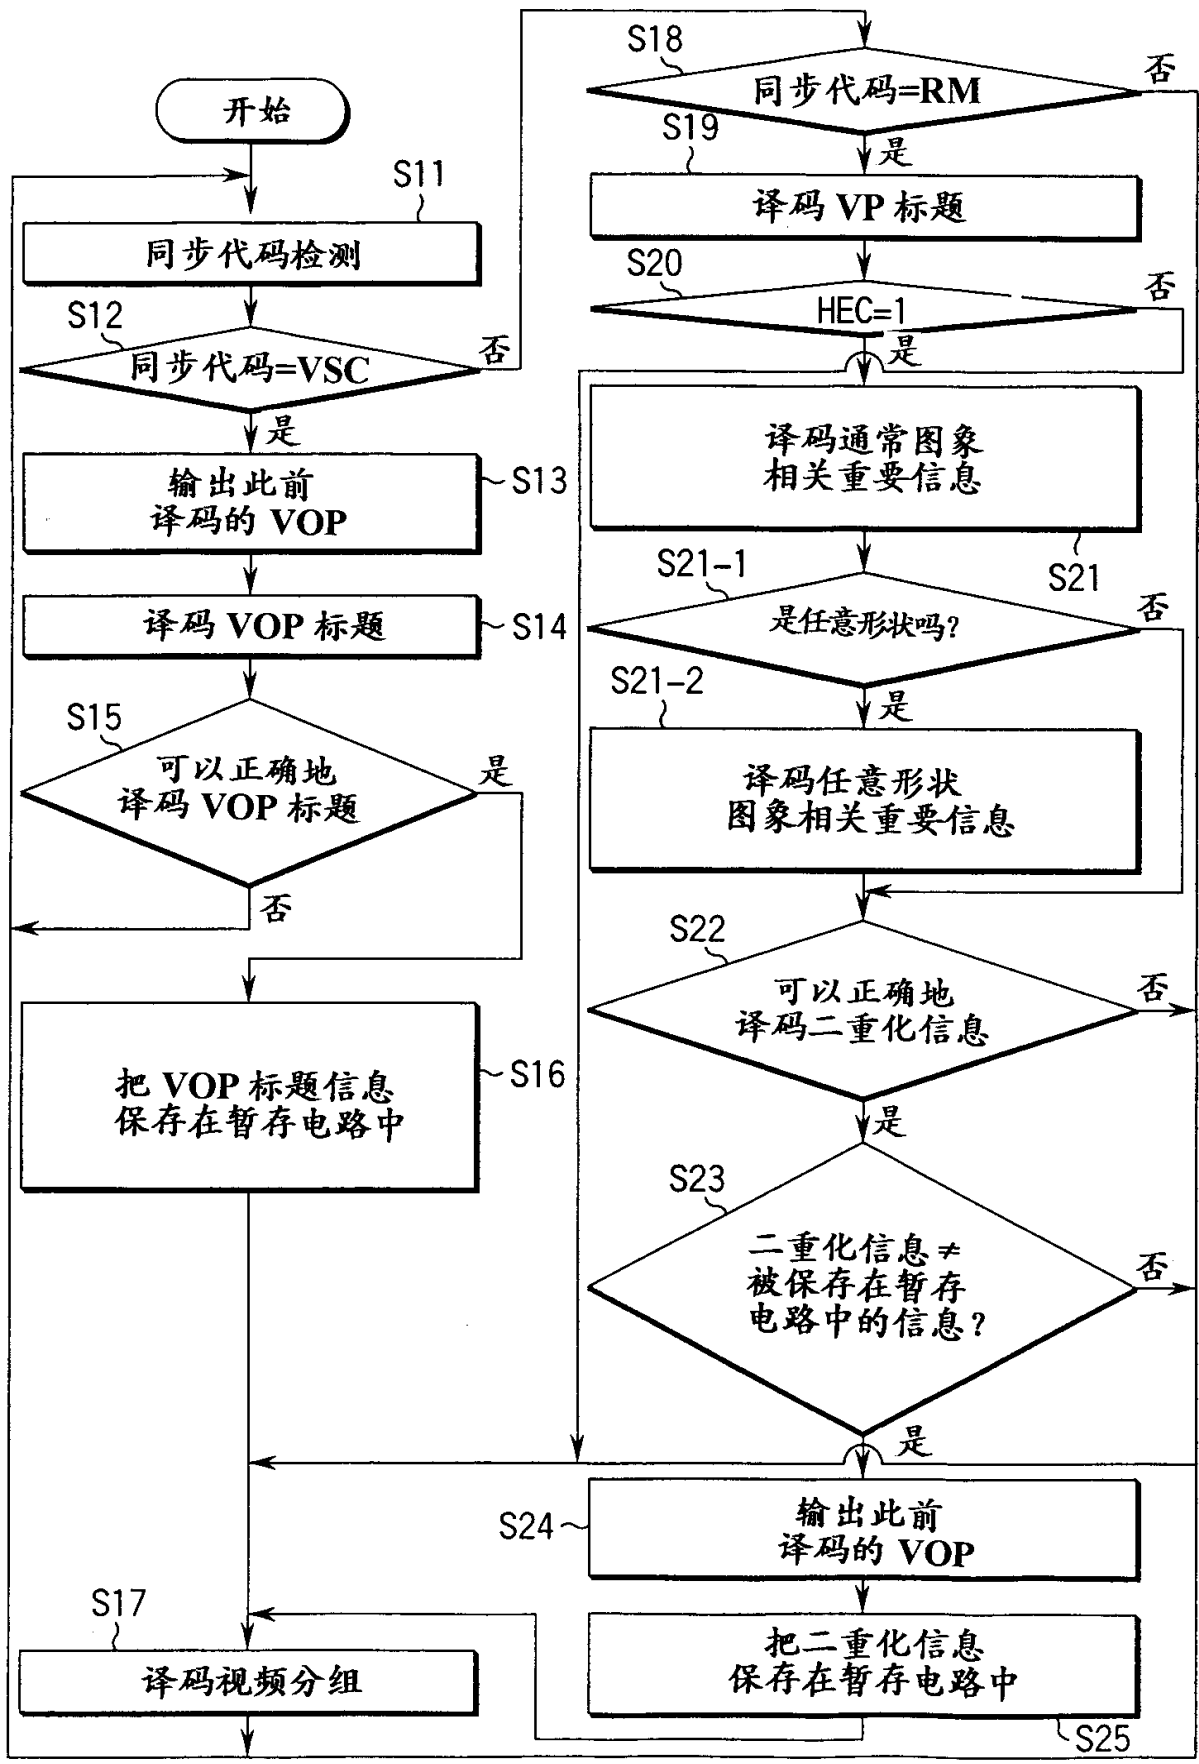 开始
S11
同步代码检测
S12
同步代码=VSC
否
是
输出此前
译码的 VOP
S13
译码 VOP 标题
S14
S15
可以正确地
译码 VOP 标题
是
否
把 VOP 标题信息
保存在暂存电路中
S16
S17
译码视频分组
S18
同步代码=RM
否
是
S19
译码 VP 标题
S20
HEC=1
否
是
译码通常图象
相关重要信息
S21
S21-1
是任意形状吗?
否
是
S21-2
译码任意形状
图象相关重要信息
S22
可以正确地
译码二重化信息
否
是
S23
二重化信息≠
被保存在暂存
电路中的信息?
否
是
S24
输出此前
译码的 VOP
把二重化信息
保存在暂存电路中
S25